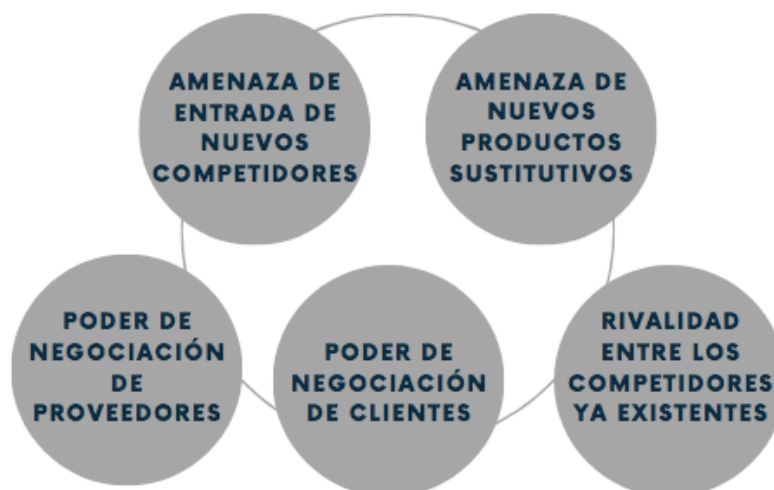 AMENAZA DE
ENTRADA DE
NUEVOS
COMPETIDORES
AMENAZA DE
NUEVOS
PRODUCTOS
SUSTITUTIVOS
PODER DE
NEGOCIACIÓN
DE
PROVEEDORES
PODER DE
NEGOCIACIÓN
DE CLIENTES
RIVALIDAD
ENTRE LOS
COMPETIDORES
YA EXISTENTES